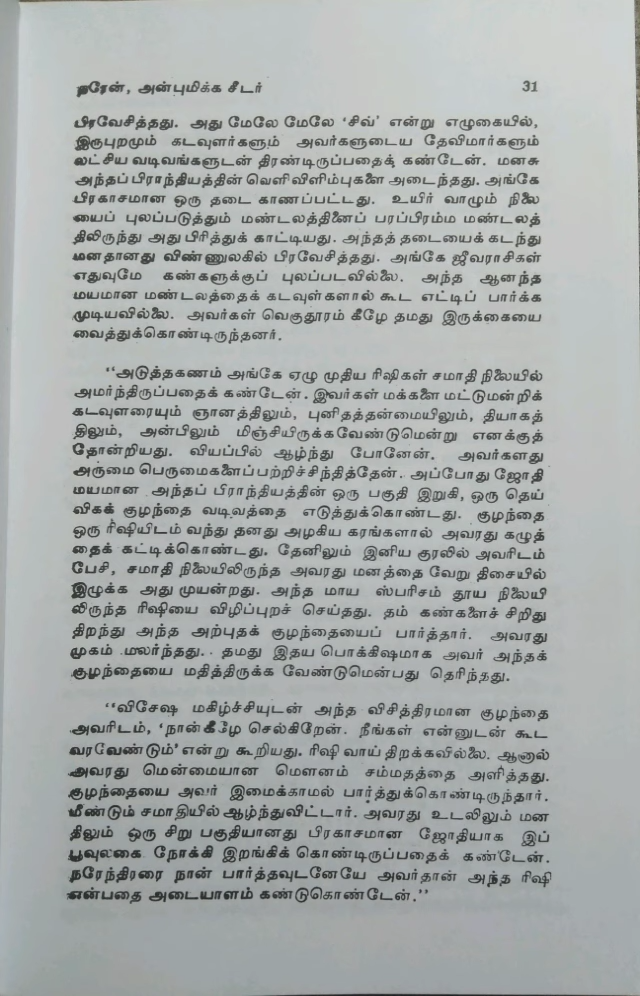 நரேன், அன்புமிக்க சீடர் 31
பிரவேசித்தது. அது மேலே மேலே ‘சிவ்’ என்று எழுகையில்,
இருபுறமும் கடவுளர்களும் அவர்களுடைய தேவிமார்களும்
லட்சிய வடிவங்களுடன் திரண்டிருப்பதைக் கண்டேன். மனசு
அந்தப் பிராந்தியத்தின் வெளிவிளிம்புகளை அடைந்தது. அங்கே
பிரகாசமான ஒரு தடை காணப்பட்டது. உயிர் வாழும் நிலை
யைப் புலப்படுத்தும் மண்டலத்தினைப் பரப்பிரம்ம மண்டலத்
திலிருந்து அது பிரித்துக் காட்டியது. அந்தத் தடையைக் கடந்து
மனதானது விண்ணுலகில் பிரவேசித்தது. அங்கே ஜீவராசிகள்
எதுவுமே கண்களுக்குப் புலப்படவில்லை. அந்த ஆனந்த
மயமான மண்டலத்தைக் கடவுள்களால் கூட எட்டிப் பார்க்க
முடியவில்லை. அவர்கள் வெகுதூரம் கீழே தமது இருக்கையை
வைத்துக்கொண்டிருந்தனர்.
“அடுத்தகணம் அங்கே ஏழு முதிய ரிஷிகள் சமாதி நிலையில்
அமர்ந்திருப்பதைக் கண்டேன். இவர்கள் மக்களை மட்டுமன்றிக்
கடவுளரையும் ஞானத்திலும், புனிதத்தன்மையிலும், தியாகத்
திலும், அன்பிலும் மிஞ்சியிருக்கவேண்டுமென்று எனக்குத்
தோன்றியது. வியப்பில் ஆழ்ந்து போனேன். அவர்களது
அருமை பெருமைகளைப்பற்றிச்சிந்தித்தேன். அப்போது ஜோதி
மயமான அந்தப் பிராந்தியத்தின் ஒரு பகுதி இறுகி, ஒரு தெய்
விகக் குழந்தை வடிவத்தை எடுத்துக்கொண்டது. குழந்தை
ஒரு ரிஷியிடம் வந்து தனது அழகிய கரங்களால் அவரது கழுத்
தைக் கட்டிக்கொண்டது. தேனிலும் இனிய குரலில் அவரிடம்
பேசி, சமாதி நிலையிலிருந்த அவரது மனத்தை வேறு திசையில்
இழுக்க அது முயன்றது. அந்த மாய ஸ்பரிசம் தூய நிலையி
லிருந்த ரிஷியை விழிப்புறச் செய்தது. தம் கண்களைச் சிறிது
திறந்து அந்த அற்புதக் குழந்தையைப் பார்த்தார். அவரது
முகம் மலர்ந்தது. தமது இதய பொக்கிஷமாக அவர் அந்தக்
குழந்தையை மதித்திருக்க வேண்டுமென்பது தெரிந்தது.
“விசேஷ மகிழ்ச்சியுடன் அந்த விசித்திரமான குழந்தை
அவரிடம், ‘நான்கீழே செல்கிறேன். நீங்கள் என்னுடன் கூட
வரவேண்டும்’ என்று கூறியது. ரிஷி வாய் திறக்கவில்லை. ஆனால்
அவரது மென்மையான மௌனம் சம்மதத்தை அளித்தது.
குழந்தையை அவர் இமைக்காமல் பார்த்துக்கொண்டிருந்தார்.
மீண்டும் சமாதியில் ஆழ்ந்துவிட்டார். அவரது உடலிலும் மன
திலும் ஒரு சிறு பகுதியானது பிரகாசமான ஜோதியாக இப்
பூவுலகை நோக்கி இறங்கிக் கொண்டிருப்பதைக் கண்டேன்.
நரேந்திரரை நான் பார்த்தவுடனேயே அவர்தான் அந்த ரிஷி
என்பதை அடையாளம் கண்டுகொண்டேன்.”